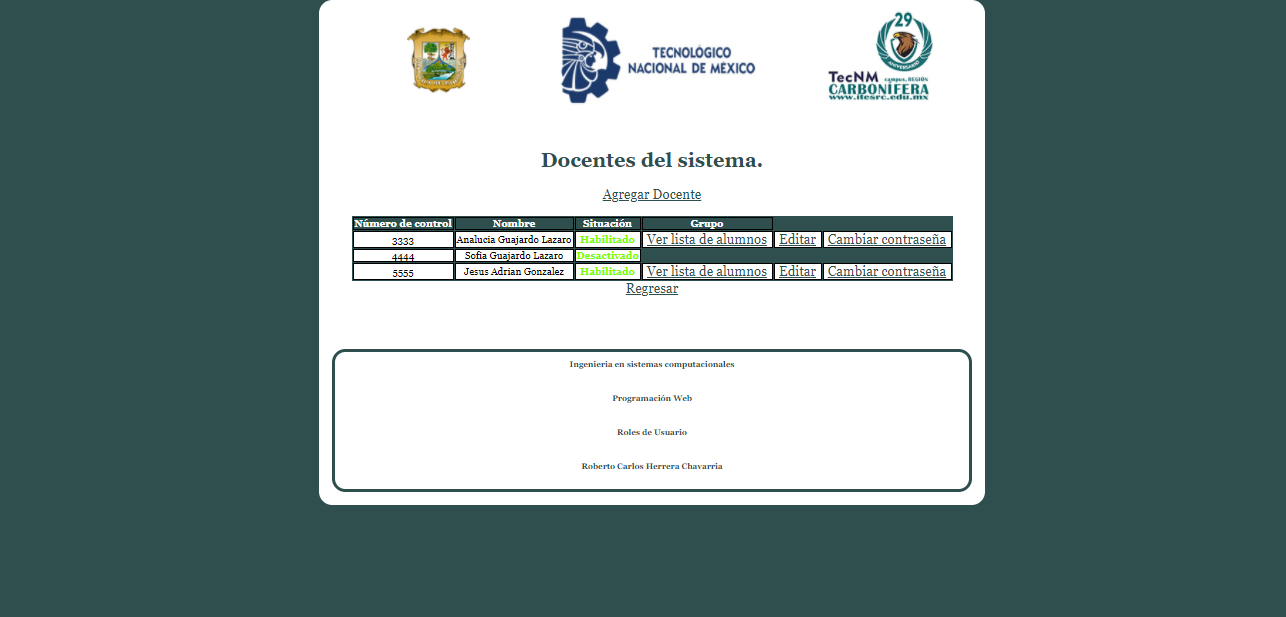 29
ANIVERSARIO
TECNOLÓGICO
NACIONAL DE MÉXICO
TecNM campus, REGIÓN
CARBONÍFERA
www.itesrc.edu.mx
Docentes del sistema.
Agregar Docente
Número de control Nombre Situación Grupo
3333 Analucia Guajardo Lazaro Habilitado Ver lista de alumnos Editar Cambiar contraseña
4444 Sofia Guajardo Lazaro Desactivado
5555 Jesus Adrian Gonzalez Habilitado Ver lista de alumnos Editar Cambiar contraseña
Regresar
Ingenieria en sistemas computacionales
Programación Web
Roles de Usuario
Roberto Carlos Herrera Chavarria